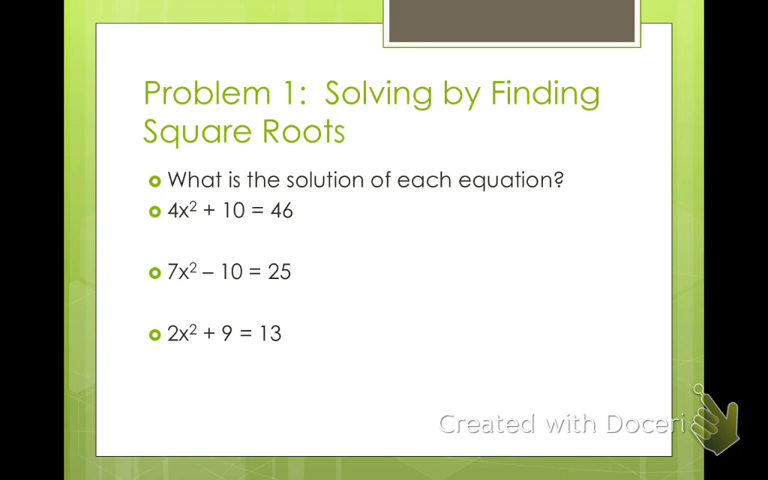 Problem 1: Solving by Finding
Square Roots
What is the solution of each equation?
4x² + 10 = 46
7x² – 10 = 25
2x² + 9 = 13
Created with Doceri